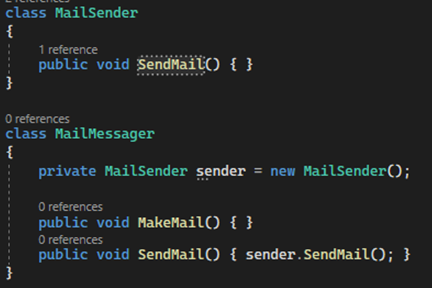 2 references
class MailSender
{
1 reference
public void SendMail() { }
}
0 references
class MailMessager
{
private MailSender sender = new MailSender();
0 references
public void MakeMail() { }
0 references
public void SendMail() { sender.SendMail(); }
}